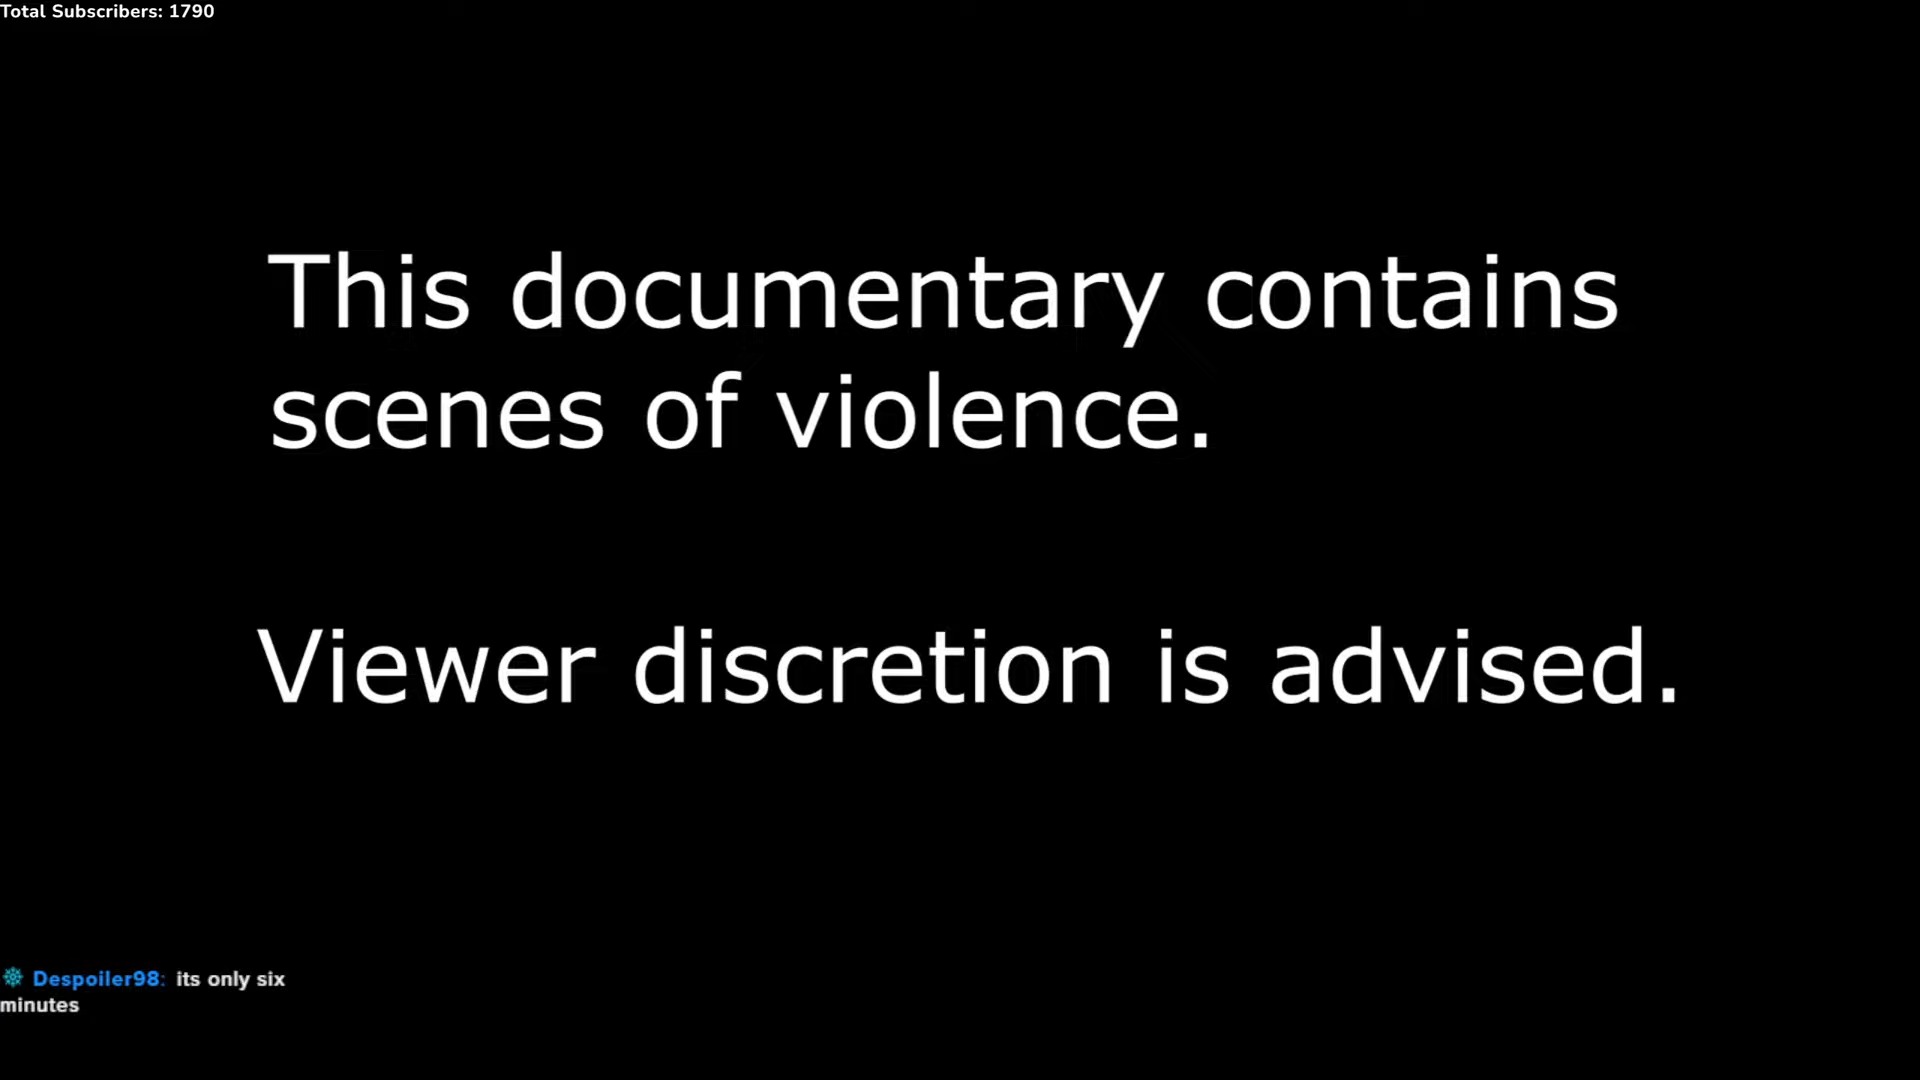 Total Subscribers: 1790
This documentary contains
scenes of violence.
Viewer discretion is advised.
Despoiler98: its only six
minutes